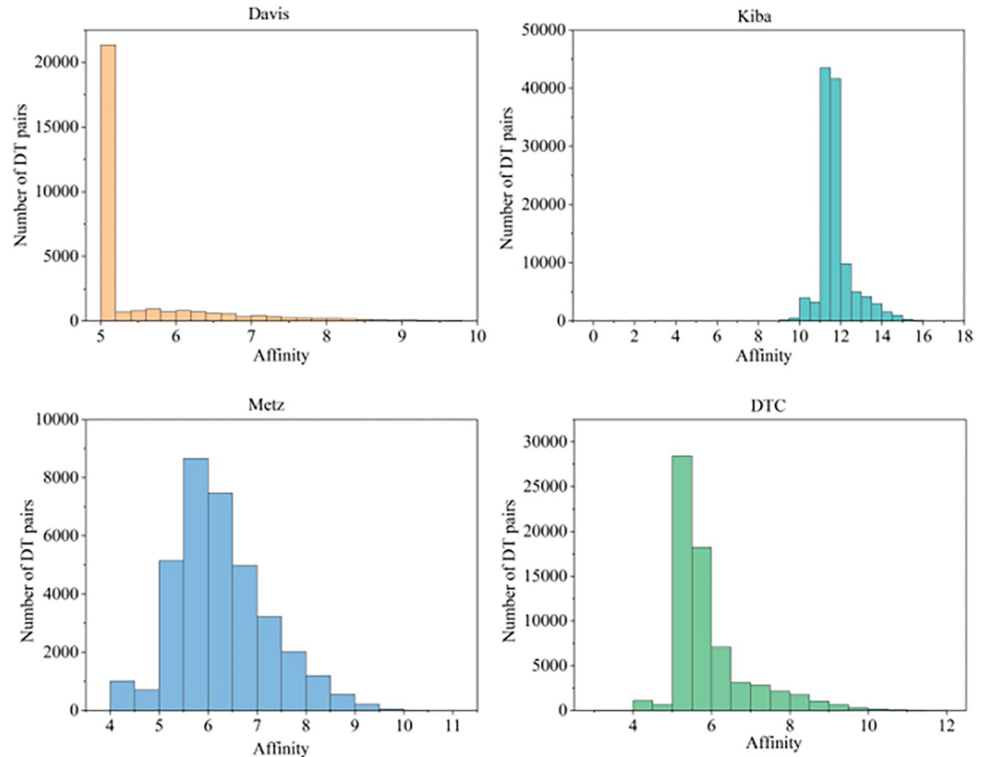 Davis
Number of DT pairs
20000
15000
10000
5000
0
5 6 7 8 9 10
Affinity
Kiba
Number of DT pairs
50000
40000
30000
20000
10000
0
0 2 4 6 8 10 12 14 16 18
Affinity
Metz
Number of DT pairs
10000
8000
6000
4000
2000
0
4 5 6 7 8 9 10 11
Affinity
DTC
Number of DT pairs
30000
25000
20000
15000
10000
5000
0
4 6 8 10 12
Affinity